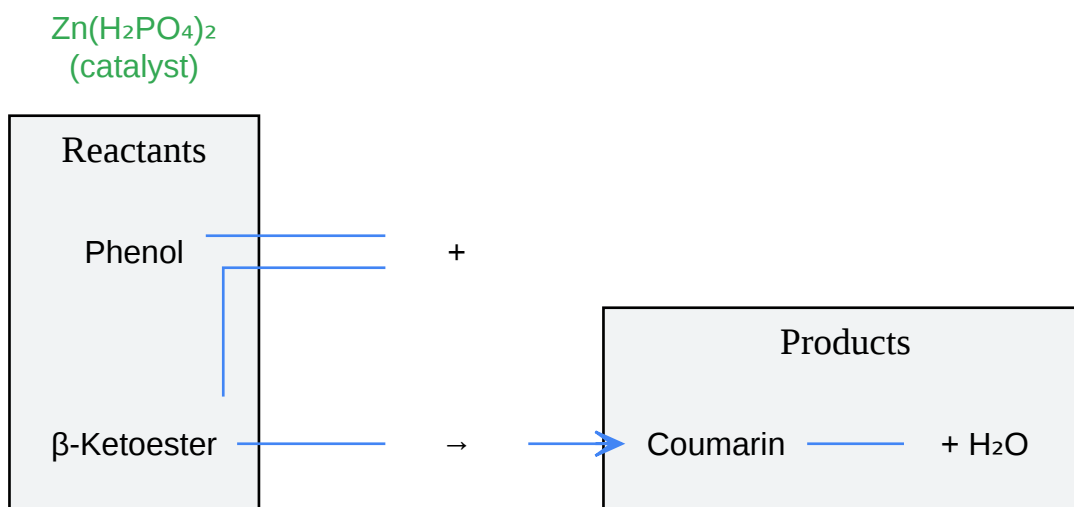 Zn(H₂PO₄)₂
(catalyst)
Reactants
Phenol
+
Products
β-Ketoester
→
Coumarin
+ H₂O